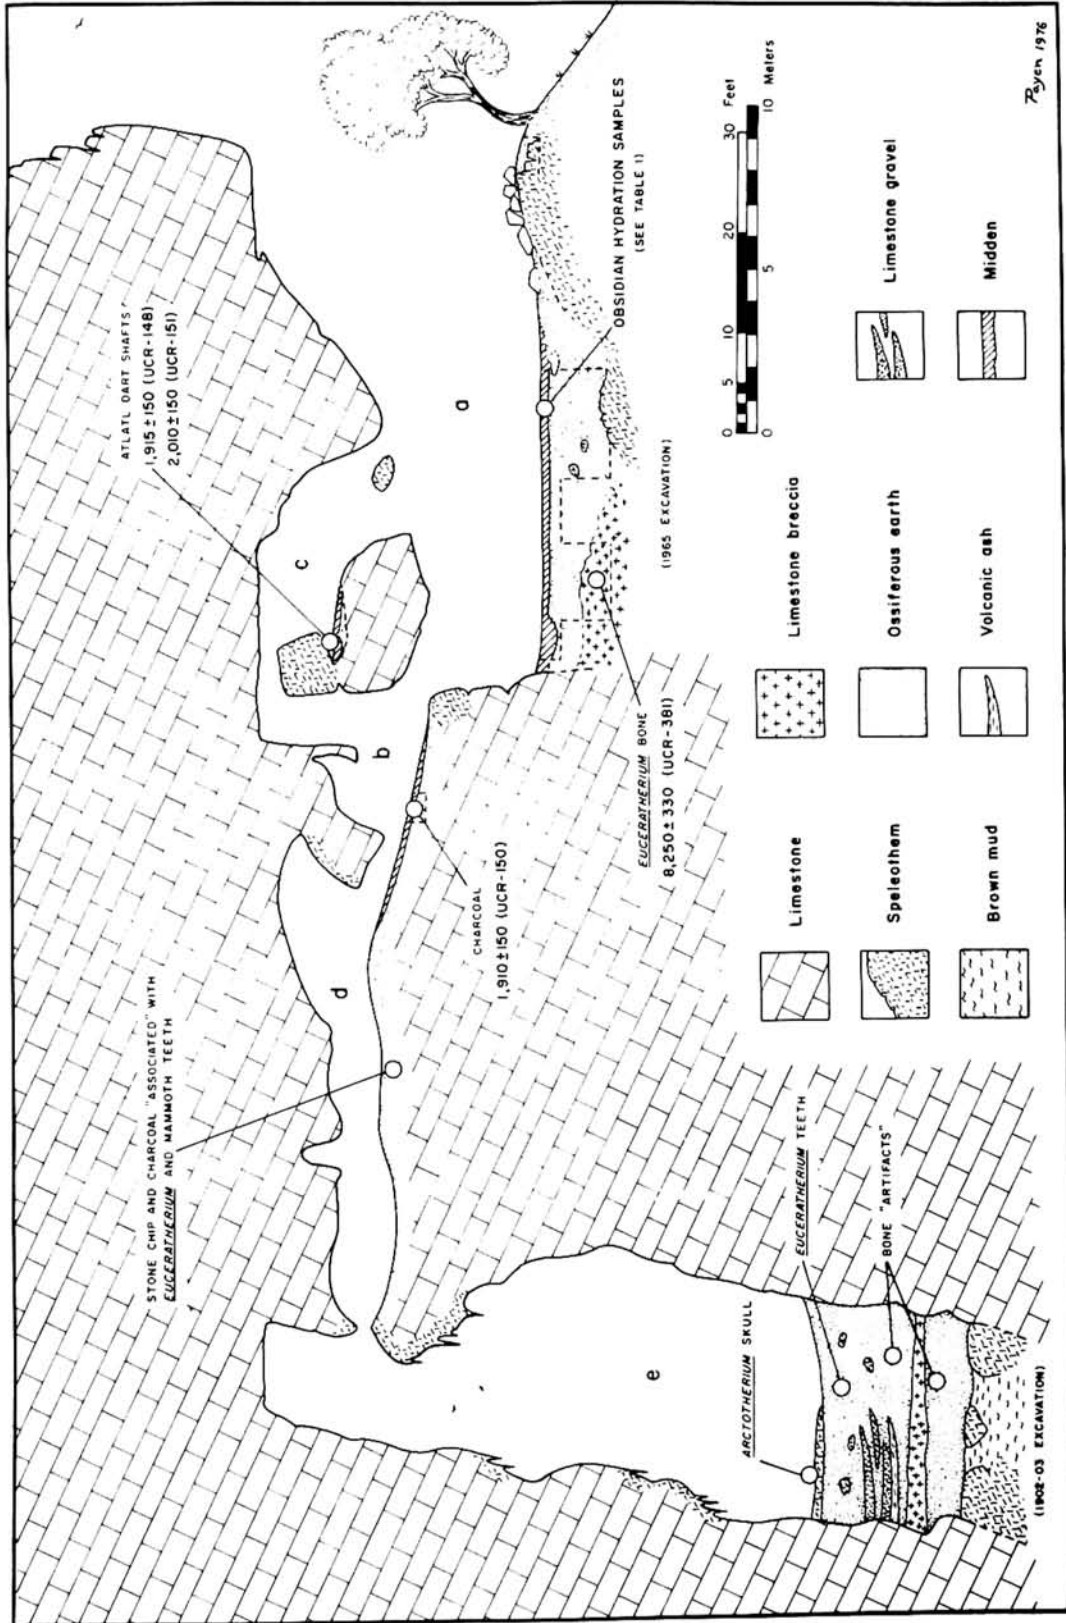 STONE CHIP AND CHARCOAL "ASSOCIATED" WITH
EUCERATHERIUM AND MAMMOTH TEETH
ATLATL DART SHAFTS
1,915±150 (UCR-148)
2,010±150 (UCR-151)
c
b
d
a
e
CHARCOAL
1,910±150 (UCR-150)
OBSIDIAN HYDRATION SAMPLES
(SEE TABLE 1)
(1965 EXCAVATION)
EUCERATHERIUM BONE
8,250±330 (UCR-381)
ARCTOTHERIUM SKULL
EUCERATHERIUM TEETH
BONE "ARTIFACTS"
(1902-03 EXCAVATION)
0 5 10 20 30 Feet
0 5 10 Meters
Limestone
Limestone breccia
Limestone gravel
Speleothem
Ossiferous earth
Midden
Brown mud
Volcanic ash
Payen 1976